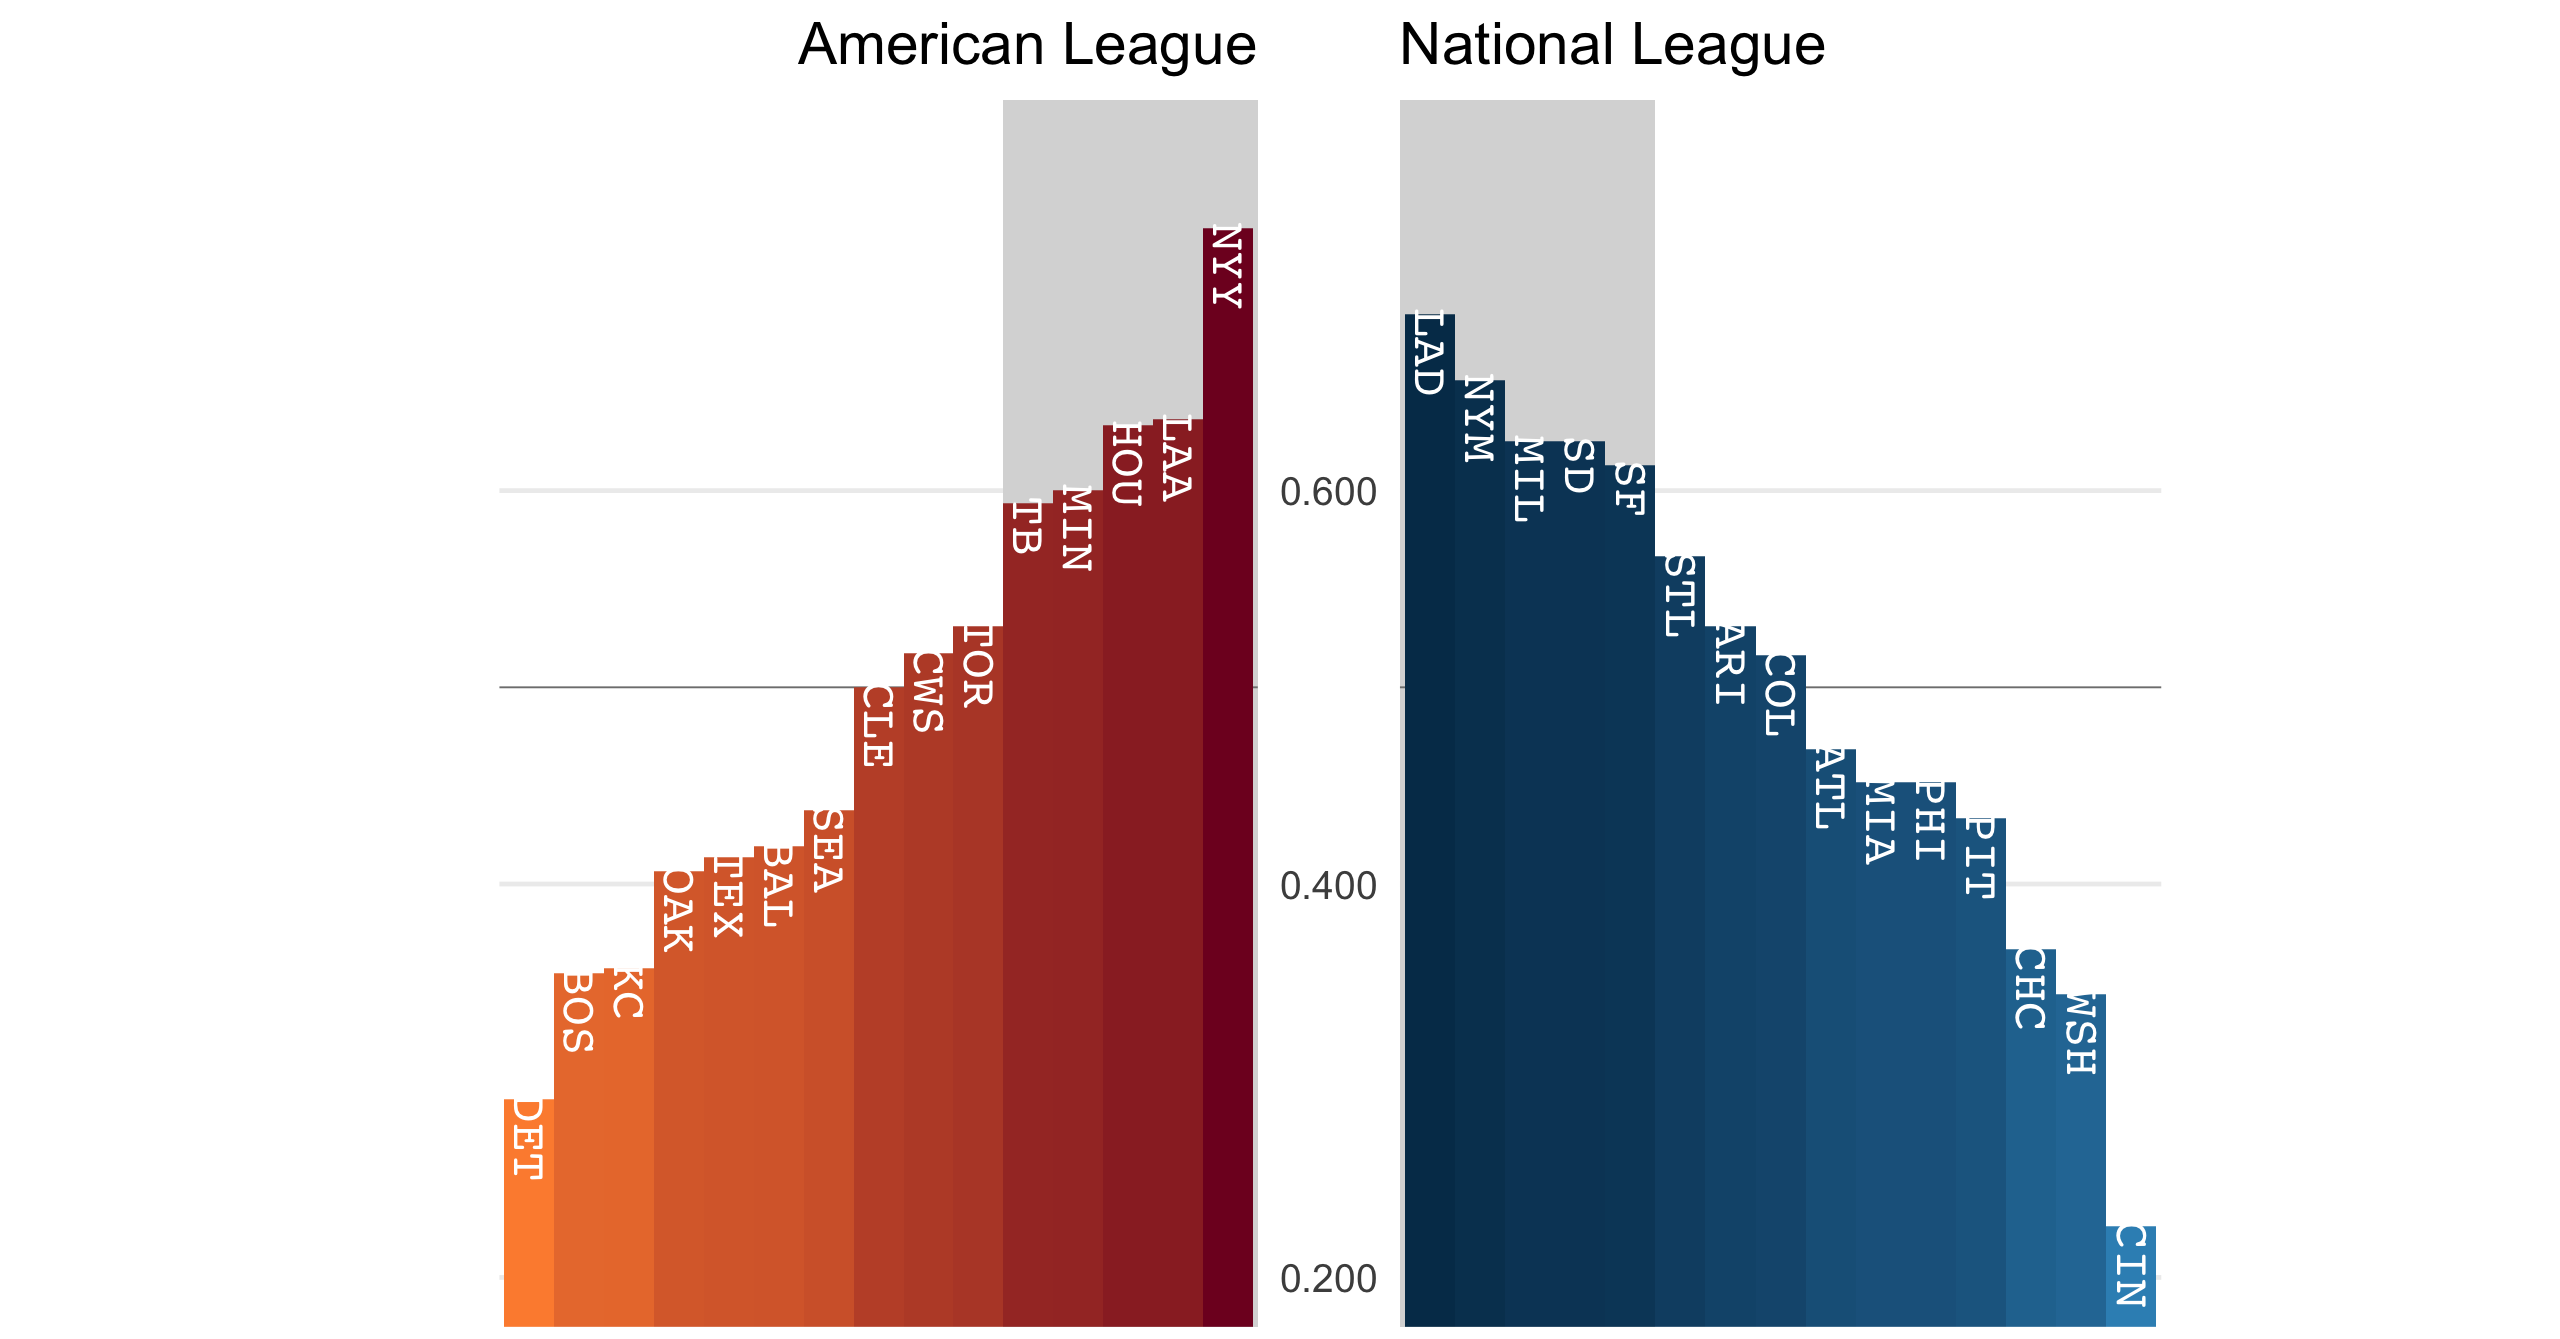 American League
National League
NYY
LAA
HOU
MIN
TB
TOR
CWS
CLE
SEA
BAL
TEX
OAK
KC
BOS
DET
0.600
0.400
0.200
LAD
NYM
MIL
SD
SF
STL
ARI
COL
ATL
MIA
PHI
PIT
CHC
WSH
CIN